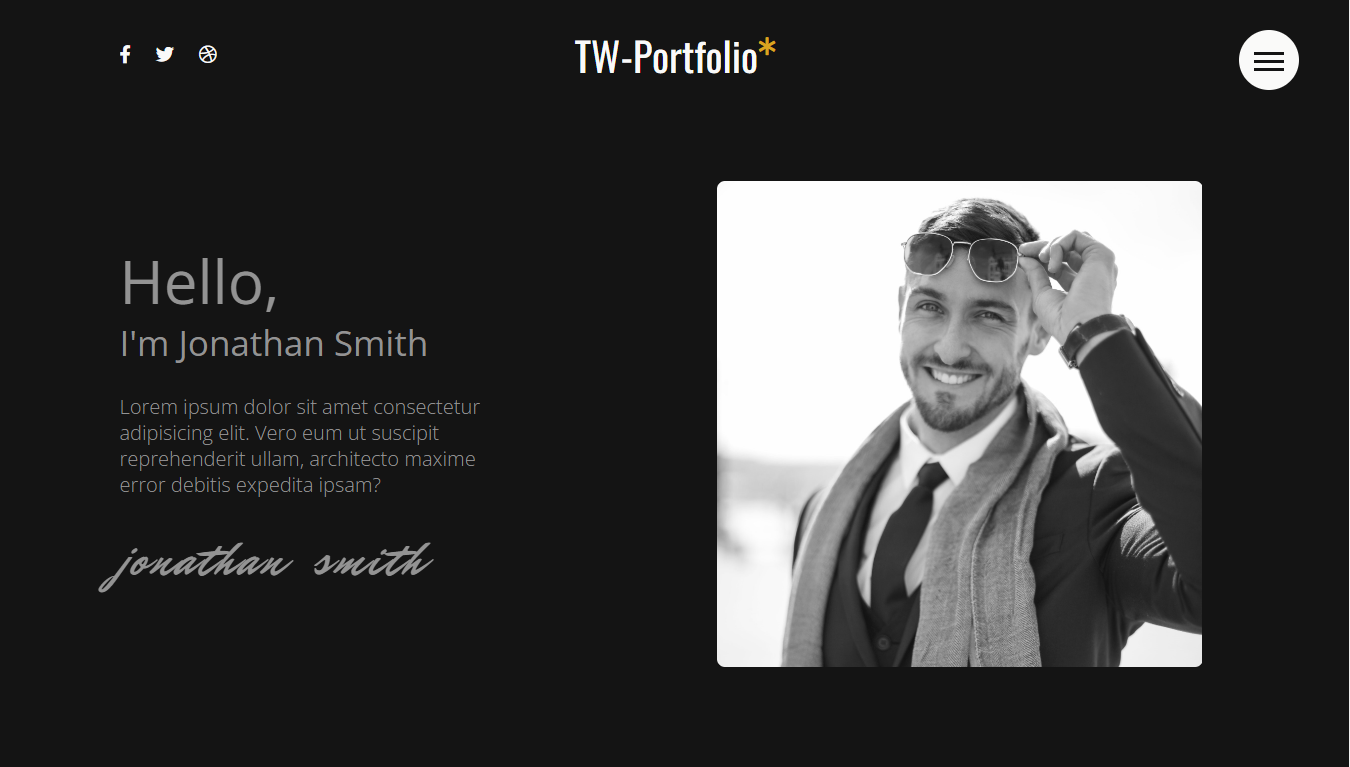 TW-Portfolio*
Hello,
I'm Jonathan Smith
Lorem ipsum dolor sit amet consectetur
adipisicing elit. Vero eum ut suscipit
reprehenderit ullam, architecto maxime
error debitis expedita ipsam?
jonathan smith